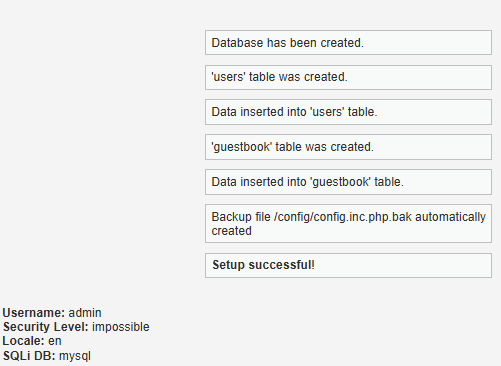 Database has been created.
'users' table was created.
Data inserted into 'users' table.
'guestbook' table was created.
Data inserted into 'guestbook' table.
Backup file /config/config.inc.php.bak automatically
created
Setup successful!
Username: admin
Security Level: impossible
Locale: en
SQLi DB: mysql